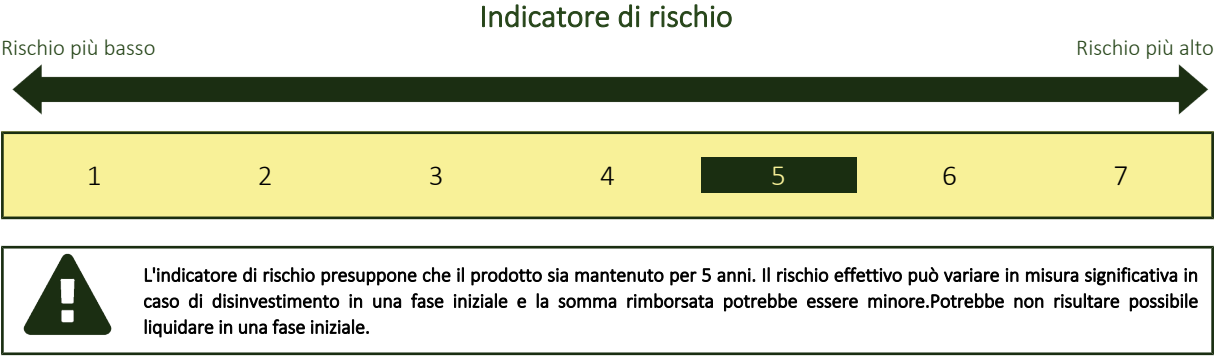 Indicatore di rischio
Rischio più basso Rischio più alto
1 2 3 4 5 6 7
L'indicatore di rischio presuppone che il prodotto sia mantenuto per 5 anni. Il rischio effettivo può variare in misura significativa in
caso di disinvestimento in una fase iniziale e la somma rimborsata potrebbe essere minore.Potrebbe non risultare possibile
liquidare in una fase iniziale.